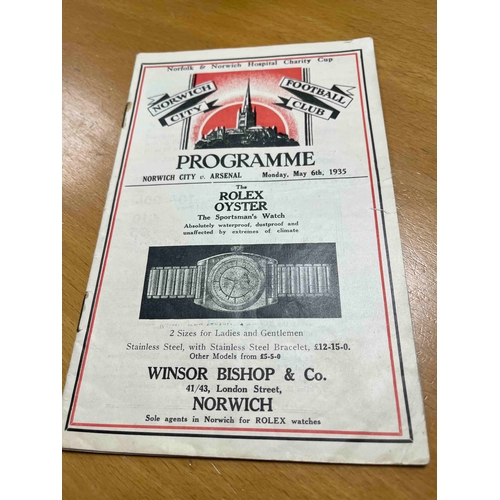 Norfolk & Norwich Hospital Charity Cup
NORWICH CITY
FOOTBALL CLUB
PROGRAMME
NORWICH CITY v. ARSENAL Monday, May 6th, 1935
The
ROLEX
OYSTER
The Sportsman's Watch
Absolutely waterproof, dustproof and
unaffected by extremes of climate
2 Sizes for Ladies and Gentlemen
Stainless Steel, with Stainless Steel Bracelet, £12-15-0.
Other Models from £5-5-0
WINSOR BISHOP & Co.
41/43, London Street,
NORWICH
Sole agents in Norwich for ROLEX watches